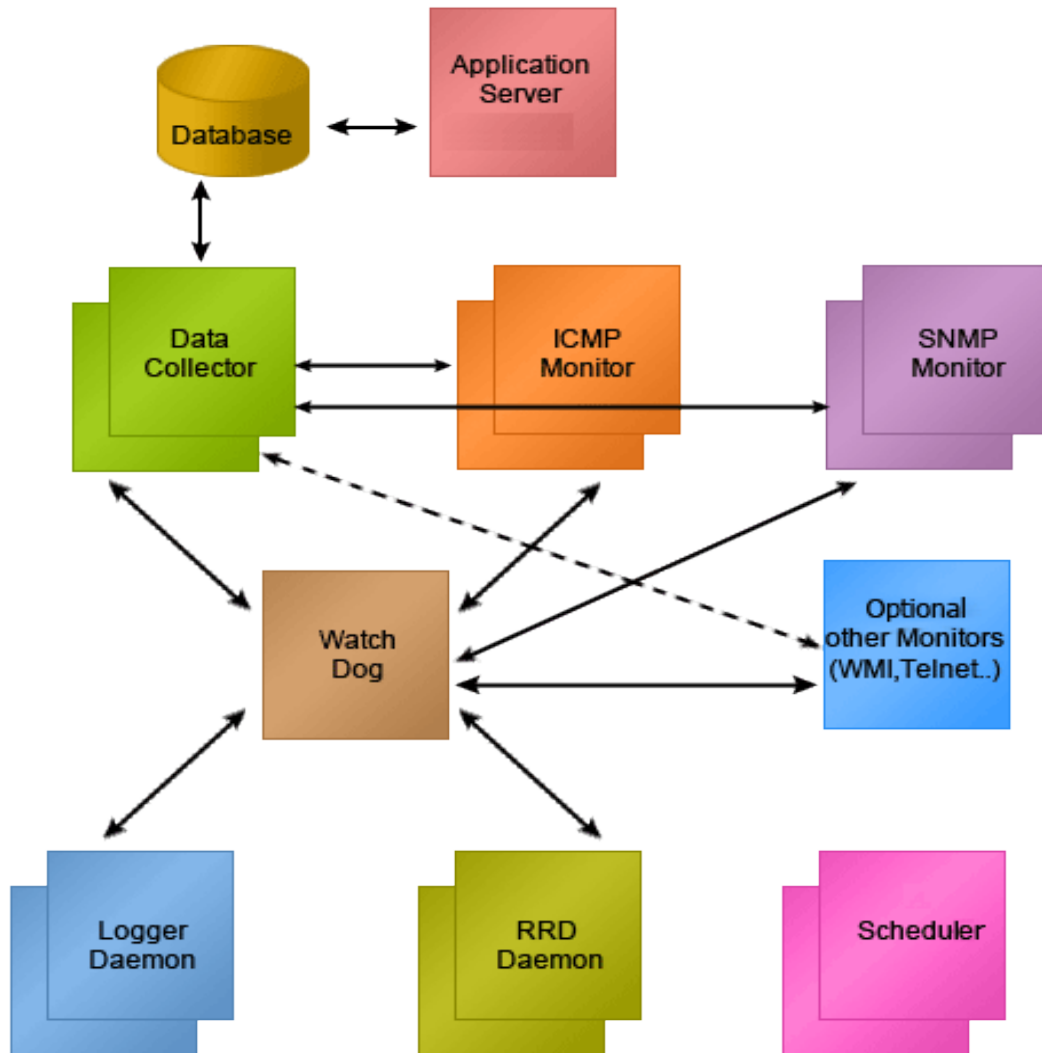 Application
Server
Database
Data
Collector
ICMP
Monitor
SNMP
Monitor
Watch
Dog
Optional
other Monitors
(WMI,Telnet..)
Logger
Daemon
RRD
Daemon
Scheduler